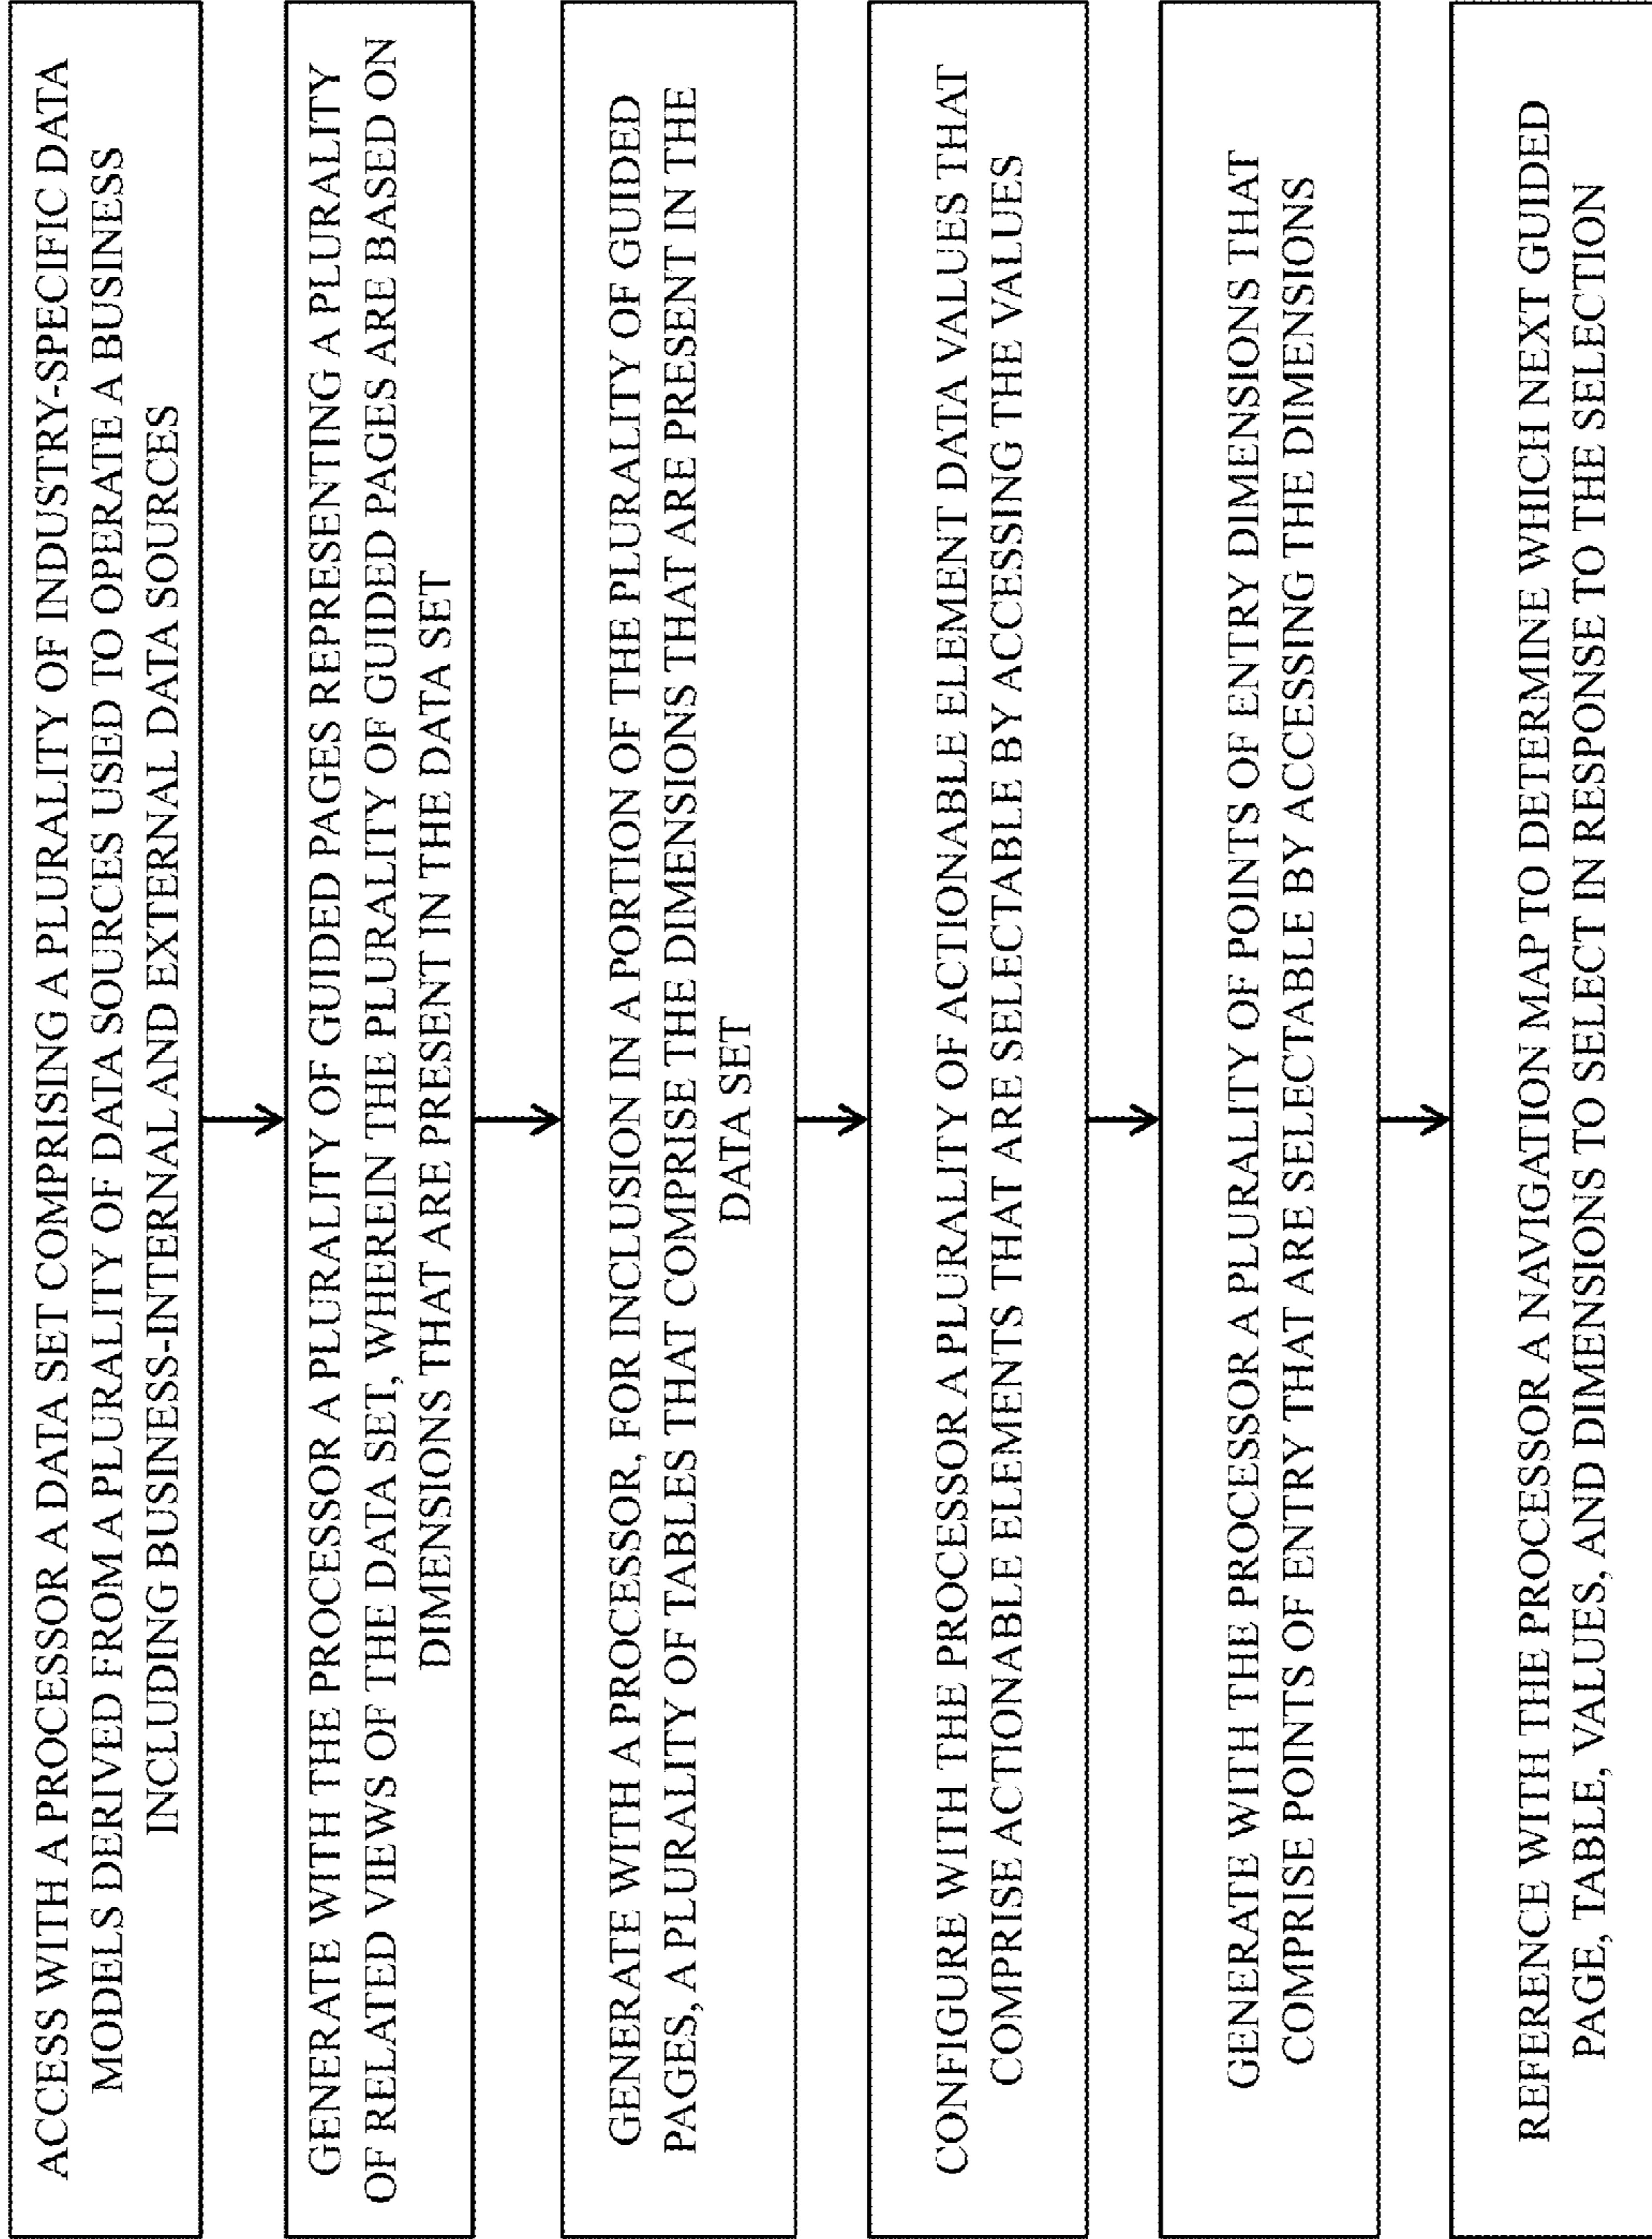 ACCESS WITH A PROCESSOR A DATA SET COMPRISING A PLURALITY OF INDUSTRY-SPECIFIC DATA
MODELS DERIVED FROM A PLURALITY OF DATA SOURCES USED TO OPERATE A BUSINESS
INCLUDING BUSINESS-INTERNAL AND EXTERNAL DATA SOURCES
GENERATE WITH THE PROCESSOR A PLURALITY OF GUIDED PAGES REPRESENTING A PLURALITY
OF RELATED VIEWS OF THE DATA SET, WHEREIN THE PLURALITY OF GUIDED PAGES ARE BASED ON
DIMENSIONS THAT ARE PRESENT IN THE DATA SET
GENERATE WITH A PROCESSOR, FOR INCLUSION IN A PORTION OF THE PLURALITY OF GUIDED
PAGES, A PLURALITY OF TABLES THAT COMPRISE THE DIMENSIONS THAT ARE PRESENT IN THE
DATA SET
CONFIGURE WITH THE PROCESSOR A PLURALITY OF ACTIONABLE ELEMENT DATA VALUES THAT
COMPRISE ACTIONABLE ELEMENTS THAT ARE SELECTABLE BY ACCESSING THE VALUES
GENERATE WITH THE PROCESSOR A PLURALITY OF POINTS OF ENTRY DIMENSIONS THAT
COMPRISE POINTS OF ENTRY THAT ARE SELECTABLE BY ACCESSING THE DIMENSIONS
REFERENCE WITH THE PROCESSOR A NAVIGATION MAP TO DETERMINE WHICH NEXT GUIDED
PAGE, TABLE, VALUES, AND DIMENSIONS TO SELECT IN RESPONSE TO THE SELECTION